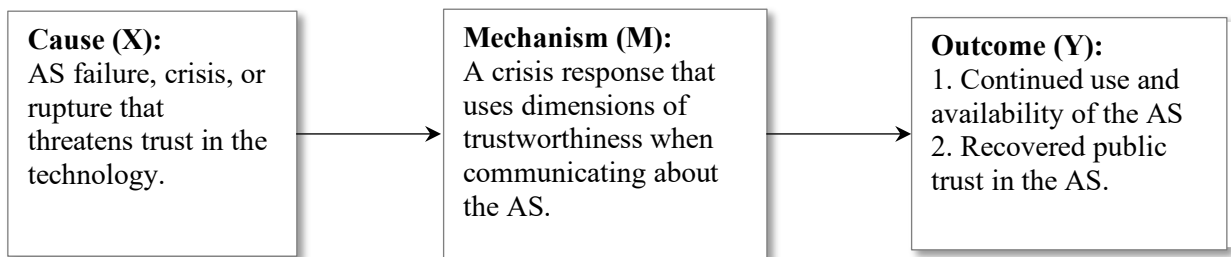 Cause (X):
AS failure, crisis, or
rupture that
threatens trust in the
technology.
Mechanism (M):
A crisis response that
uses dimensions of
trustworthiness when
communicating about
the AS.
Outcome (Y):
1. Continued use and
availability of the AS
2. Recovered public
trust in the AS.